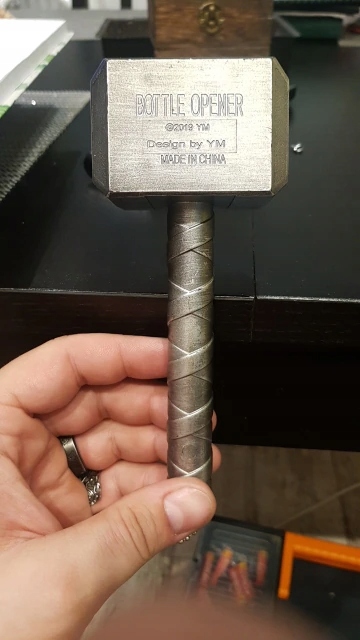 BOTTLE OPENER
©2019 YM
Design by YM
MADE IN CHINA